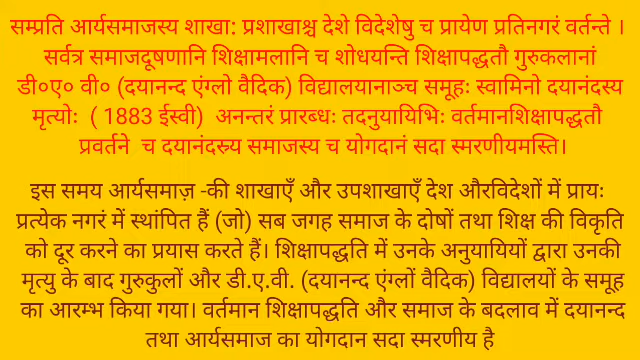 सम्प्रति आर्यसमाजस्य शाखा: प्रशाखाश्च देशे विदेशेषु च प्रायेण प्रतिनगरं वर्तन्ते ।
सर्वत्र समाजदूषणानि शिक्षामलानि च शोधयन्ति शिक्षापद्धतौ गुरुकलानां
डी०ए० वी० (दयानन्द एंग्लो वैदिक) विद्यालयानाञ्च समूहः स्वामिनो दयानंदस्य
मृत्योः ( 1883 ईस्वी) अनन्तरं प्रारब्धः तदनुयायिभिः वर्तमानशिक्षापद्धतौ
प्रवर्तने च दयानंदस्य समाजस्य च योगदानं सदा स्मरणीयमस्ति।
इस समय आर्यसमाज़ -की शाखाएँ और उपशाखाएँ देश औरविदेशों में प्रायः
प्रत्येक नगरं में स्थांपित हैं (जो) सब जगह समाज के दोषों तथा शिक्ष की विकृति
को दूर करने का प्रयास करते हैं। शिक्षापद्धति में उनके अनुयायियों द्वारा उनकी
मृत्यु के बाद गुरुकुलों और डी.ए.वी. (दयानन्द एंग्लों वैदिक) विद्यालयों के समूह
का आरम्भ किया गया। वर्तमान शिक्षापद्धति और समाज के बदलाव में दयानन्द
तथा आर्यसमाज का योगदान सदा स्मरणीय है